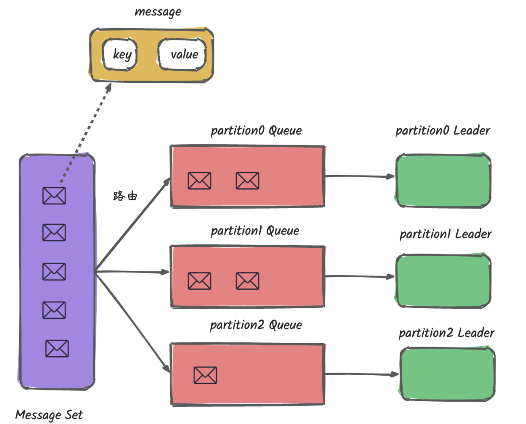 message
key
value
partition0 Queue
partition0 Leader
路由
partition1 Queue
partition1 Leader
partition2 Queue
partition2 Leader
Message Set